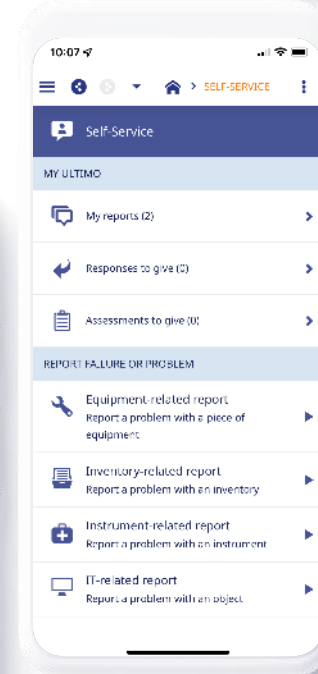 10:07
> SELF-SERVICE
Self-Service
MY ULTIMO
My reports (2)
Responses to give (0)
Assessments to give (0)
REPORT FAILURE OR PROBLEM
Equipment-related report
Report a problem with a piece of
equipment
Inventory-related report
Report a problem with an inventory
Instrument-related report
Report a problem with an instrument
IT-related report
Report a problem with an object